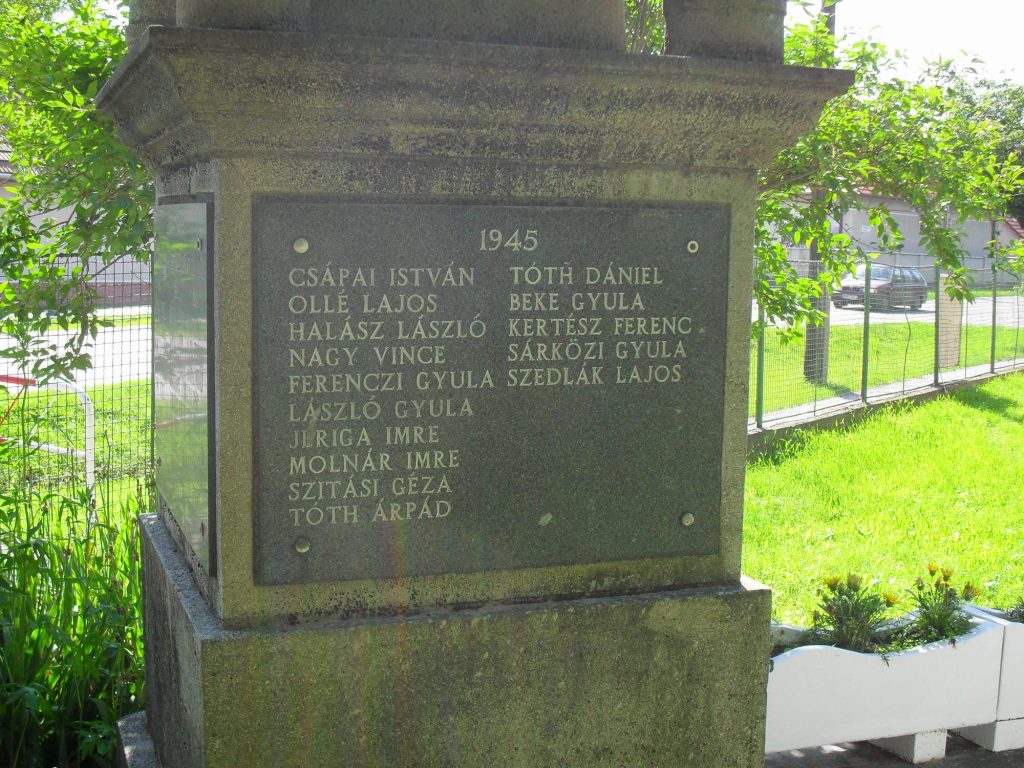 1945
CSÁPAI ISTVÁN
OLLÉ LAJOS
HALÁSZ LÁSZLÓ
NAGY VINCE
FERENCZI GYULA
LÁSZLÓ GYULA
IMRE
MOLNÁR IMRE
SZITÁSI GÉZA
TÓTH ÁRPÁD
TÓTH DÁNIEL
BEKE GYULA
KERTÉSZ FERENC
SÁRKÖZI GYULA
SZEDLÁK LAJOS